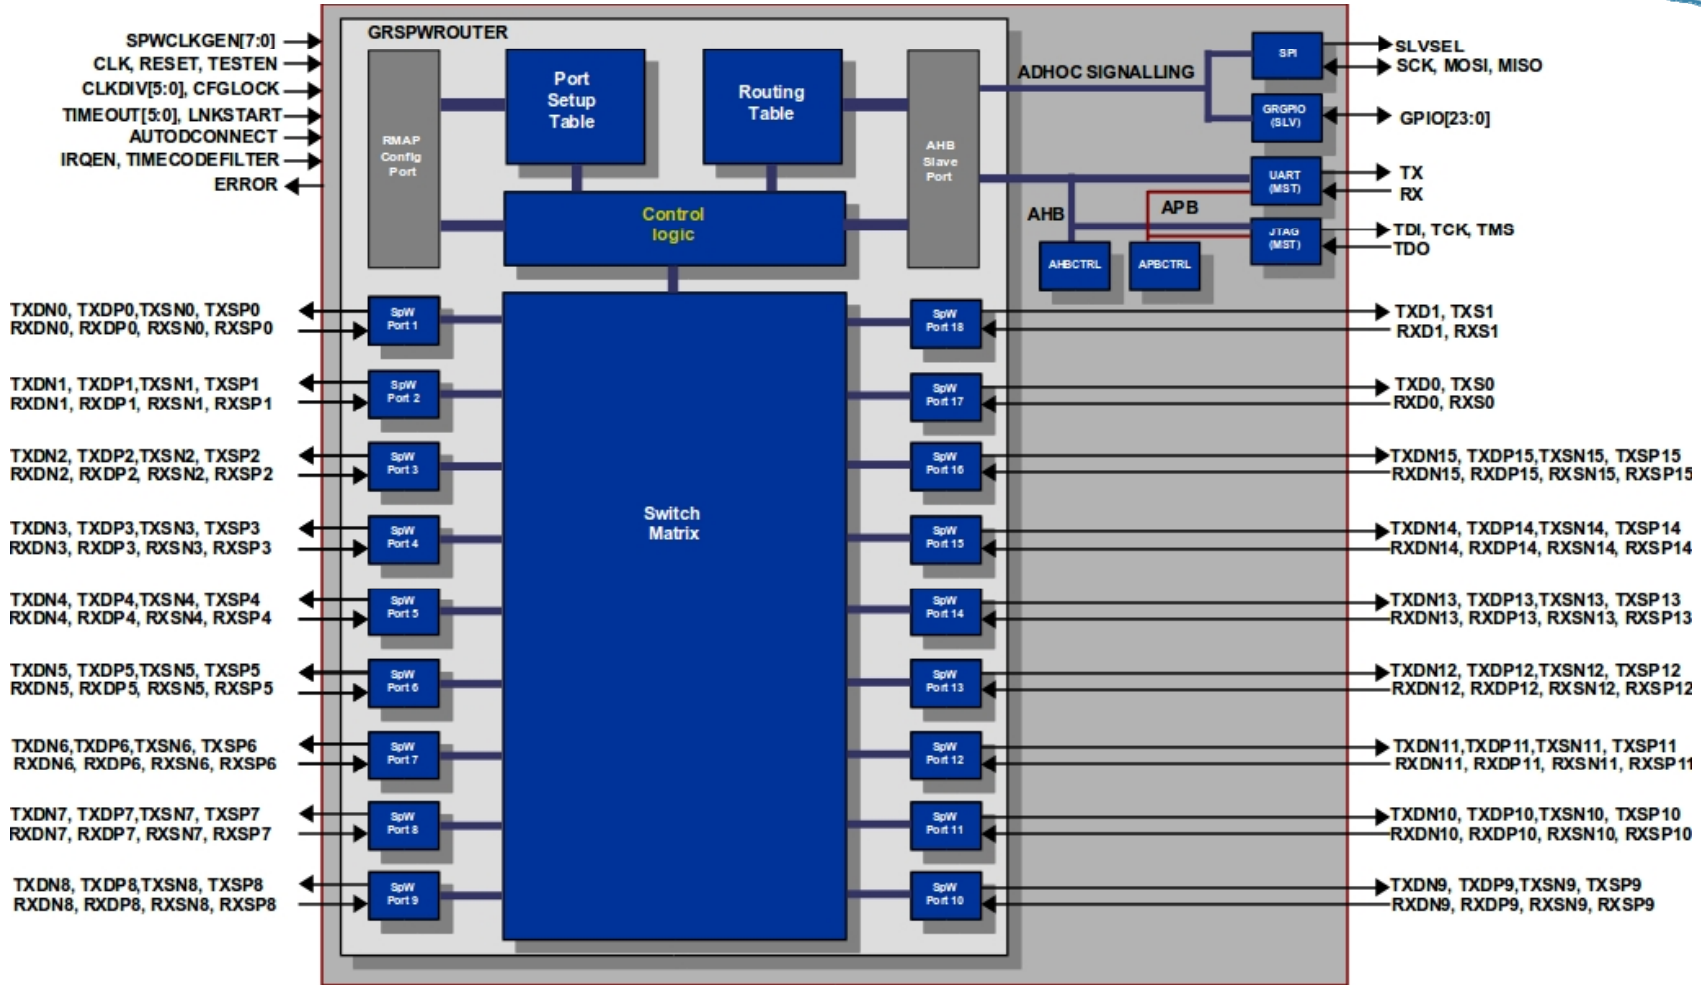 GRSPWROUTER
SPWCLKGEN[7:0]
CLK, RESET, TESTEN
CLKDIV[5:0], CFGLOCK
TIMEOUT[5:0], LNKSTART
AUTODCONNECT
IRQEN, TIMECODEFILTER
ERROR
RMAP
Config
Port
Port
Setup
Table
Routing
Table
AHB
Slave
Port
Control
logic
ADHOC SIGNALLING
SPI
SLVSEL
SCK, MOSI, MISO
GRGPIO
(SLV)
GPIO[23:0]
UART
(MST)
TX
RX
AHB
APB
JTAG
(MST)
TDI, TCK, TMS
TDO
AHBCTRL
APBCTRL
Switch
Matrix
TXDN0, TXDP0,TXSN0, TXSP0
RXDN0, RXDP0, RXSN0, RXSP0
SpW
Port 1
TXDN1, TXDP1,TXSN1, TXSP1
RXDN1, RXDP1, RXSN1, RXSP1
SpW
Port 2
TXDN2, TXDP2,TXSN2, TXSP2
RXDN2, RXDP2, RXSN2, RXSP2
SpW
Port 3
TXDN3, TXDP3,TXSN3, TXSP3
RXDN3, RXDP3, RXSN3, RXSP3
SpW
Port 4
TXDN4, TXDP4,TXSN4, TXSP4
RXDN4, RXDP4, RXSN4, RXSP4
SpW
Port 5
TXDN5, TXDP5,TXSN5, TXSP5
RXDN5, RXDP5, RXSN5, RXSP5
SpW
Port 6
TXDN6,TXDP6,TXSN6, TXSP6
RXDN6, RXDP6, RXSN6, RXSP6
SpW
Port 7
TXDN7, TXDP7,TXSN7, TXSP7
RXDN7, RXDP7, RXSN7, RXSP7
SpW
Port 8
TXDN8, TXDP8,TXSN8, TXSP8
RXDN8, RXDP8, RXSN8, RXSP8
SpW
Port 9
SpW
Port 18
TXD1, TXS1
RXD1, RXS1
SpW
Port 17
TXD0, TXS0
RXD0, RXS0
SpW
Port 16
TXDN15, TXDP15,TXSN15, TXSP15
RXDN15, RXDP15, RXSN15, RXSP15
SpW
Port 15
TXDN14, TXDP14,TXSN14, TXSP14
RXDN14, RXDP14, RXSN14, RXSP14
SpW
Port 14
TXDN13, TXDP13,TXSN13, TXSP13
RXDN13, RXDP13, RXSN13, RXSP13
SpW
Port 13
TXDN12, TXDP12,TXSN12, TXSP12
RXDN12, RXDP12, RXSN12, RXSP12
SpW
Port 12
TXDN11,TXDP11,TXSN11, TXSP11
RXDN11, RXDP11, RXSN11, RXSP11
SpW
Port 11
TXDN10, TXDP10,TXSN10, TXSP10
RXDN10, RXDP10, RXSN10, RXSP10
SpW
Port 10
TXDN9, TXDP9,TXSN9, TXSP9
RXDN9, RXDP9, RXSN9, RXSP9